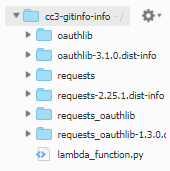 cc3-gitinfo-info - /
oauthlib
oauthlib-3.1.0.dist-info
requests
requests-2.25.1.dist-info
requests_oauthlib
requests_oauthlib-1.3.0.
lambda_function.py